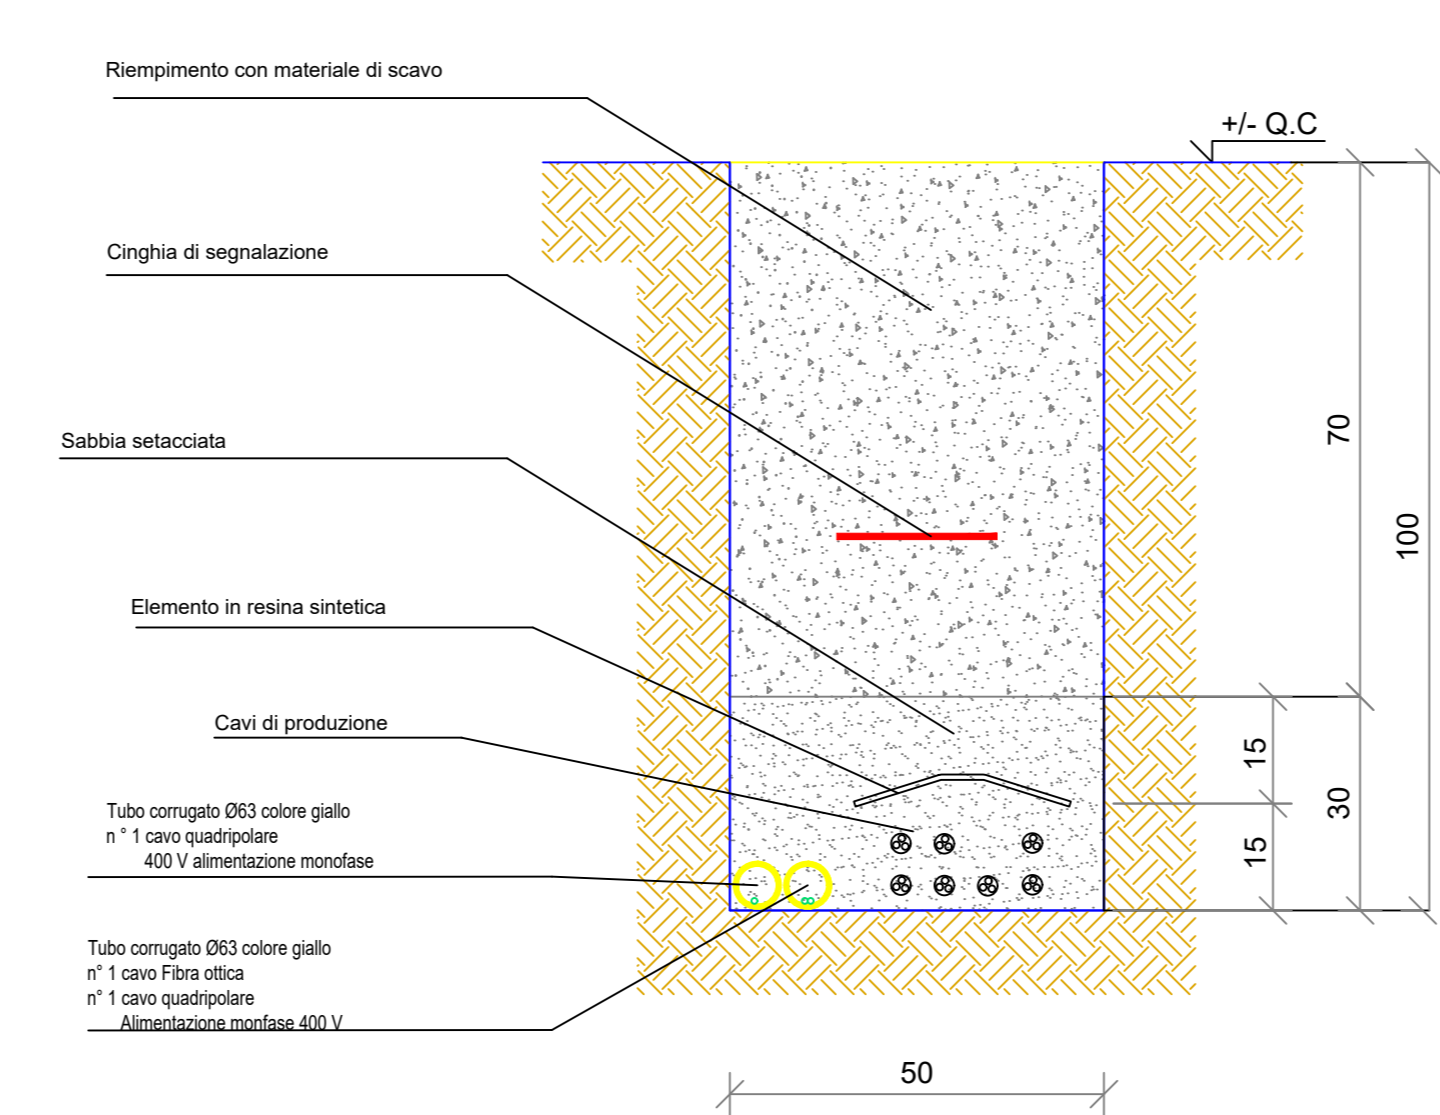 Riempimento con materiale di scavo
+/- Q.C
Cinghia di segnalazione
70
Sabbia setacciata
100
Elemento in resina sintetica
Cavi di produzione
15
30
15
Tubo corrugato Ø63 colore giallo
n ° 1 cavo quadripolare
400 V alimentazione monofase
Tubo corrugato Ø63 colore giallo
n° 1 cavo Fibra ottica
n° 1 cavo quadripolare
Alimentazione monfase 400 V
50